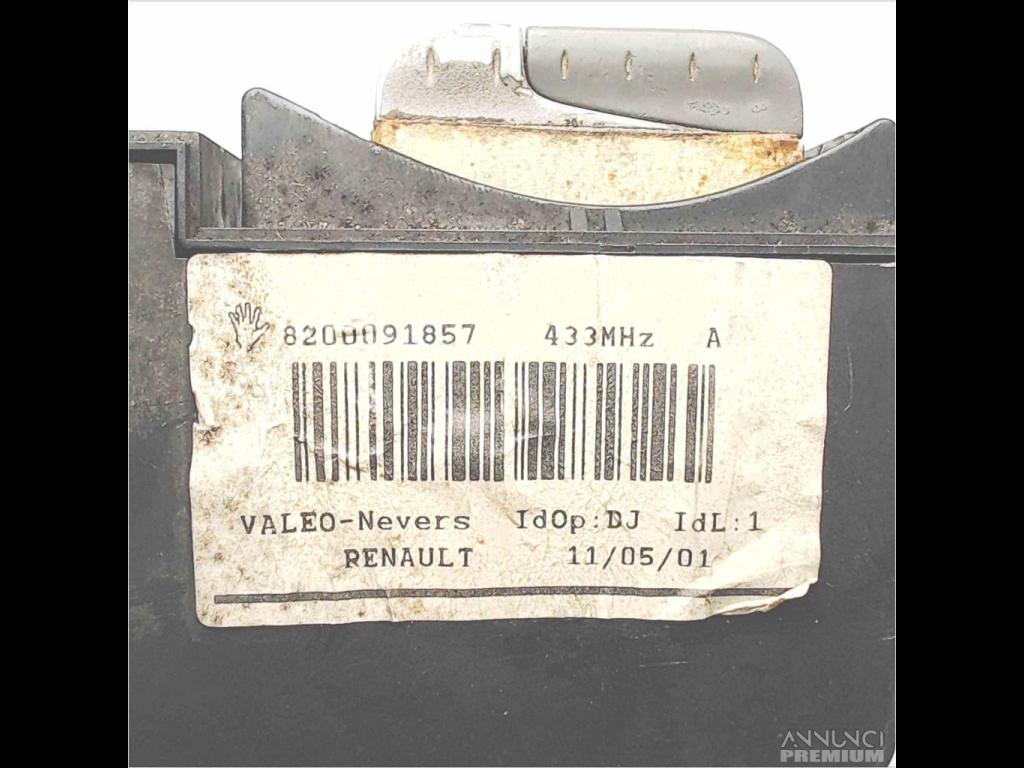 8200091857 433MHz A
VALEO-Nevers IdOp:DJ IdL:1
RENAULT 11/05/01
ANNUNCI
PREMIUM